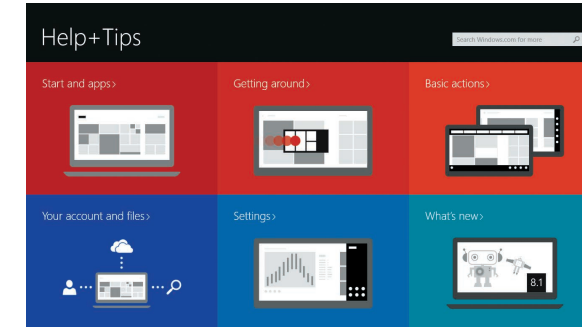 Help+Tips
Search Windows.com for more
Start and apps>
Getting around>
Basic actions>
Your account and files>
Settings>
What's new>
8.1